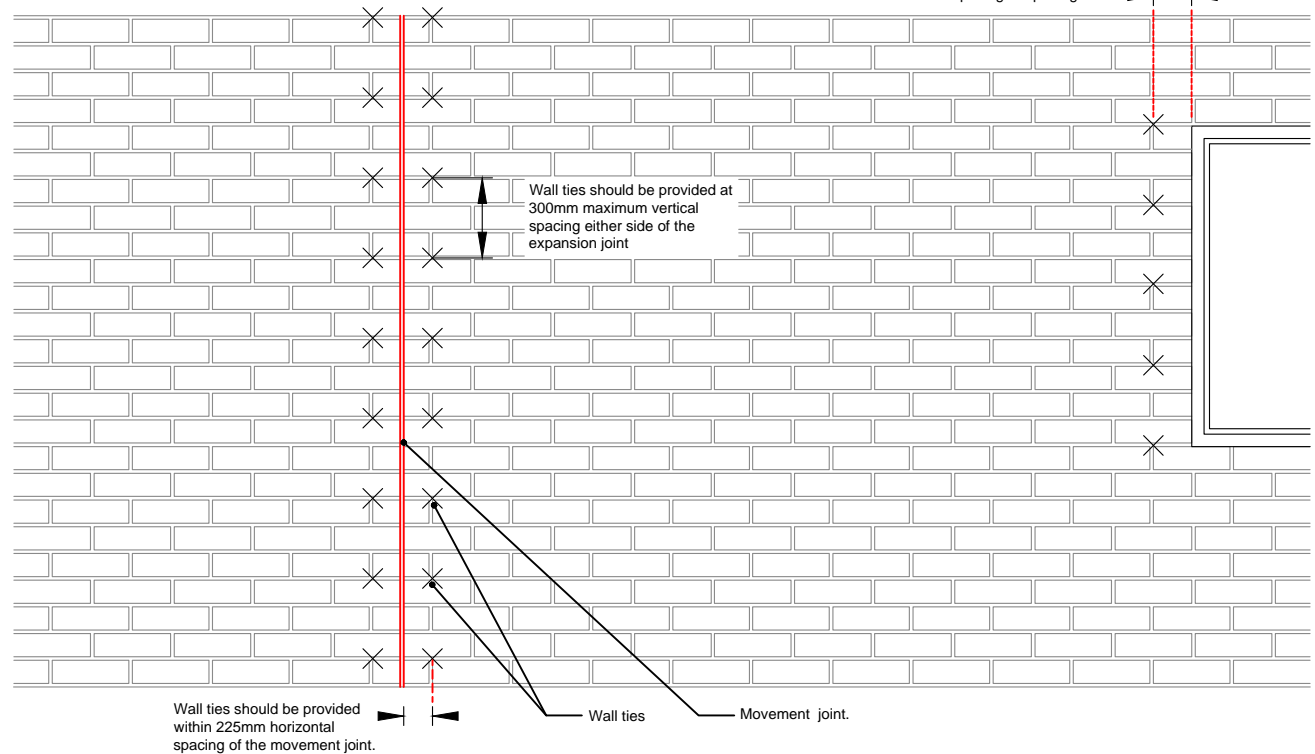 Wall ties should be provided at
300mm maximum vertical
spacing either side of the
expansion joint
Wall ties should be provided
within 225mm horizontal
spacing of the movement joint.
Wall ties
Movement joint.